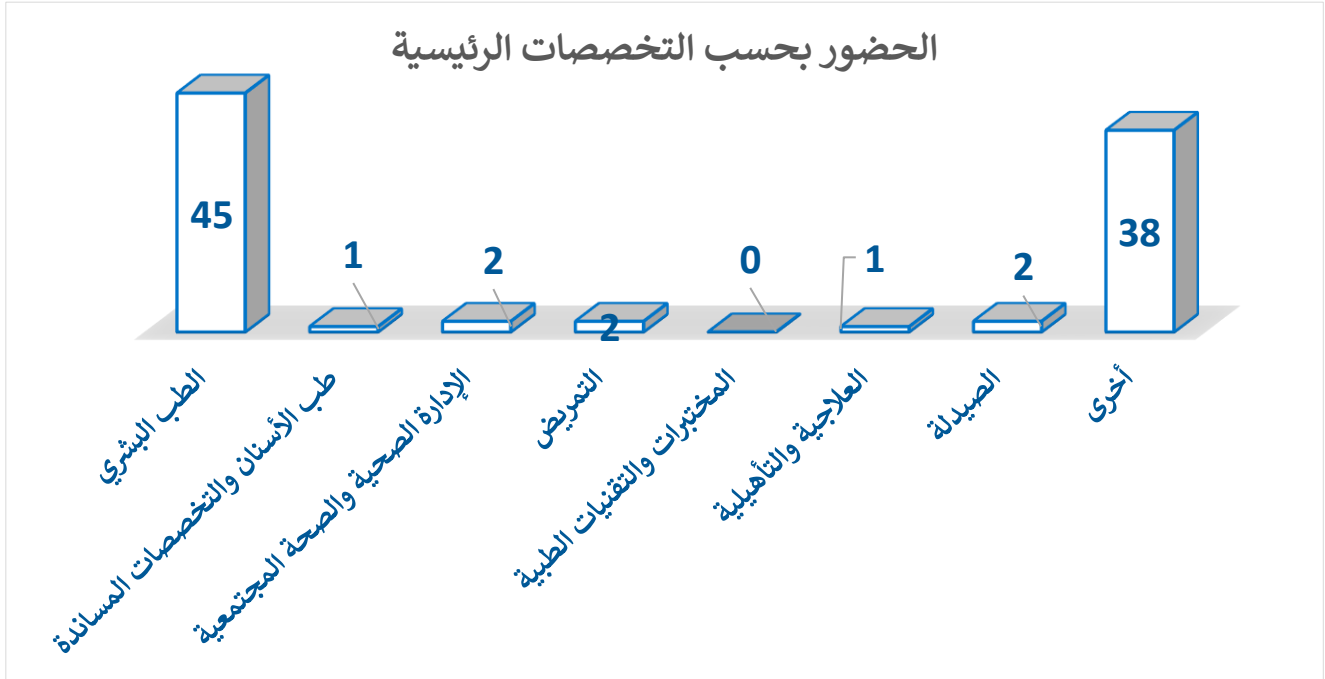 الحضور بحسب التخصصات الرئيسية
45
1
2
2
0
1
2
38
الطب البشري
طب الأسنان والتخصصات المساندة
الإدارة الصحية والصحة المجتمعية
التمريض
المختبرات والتقنيات الطبية
العلاجية والتأهيلية
الصيدلة
أخرى